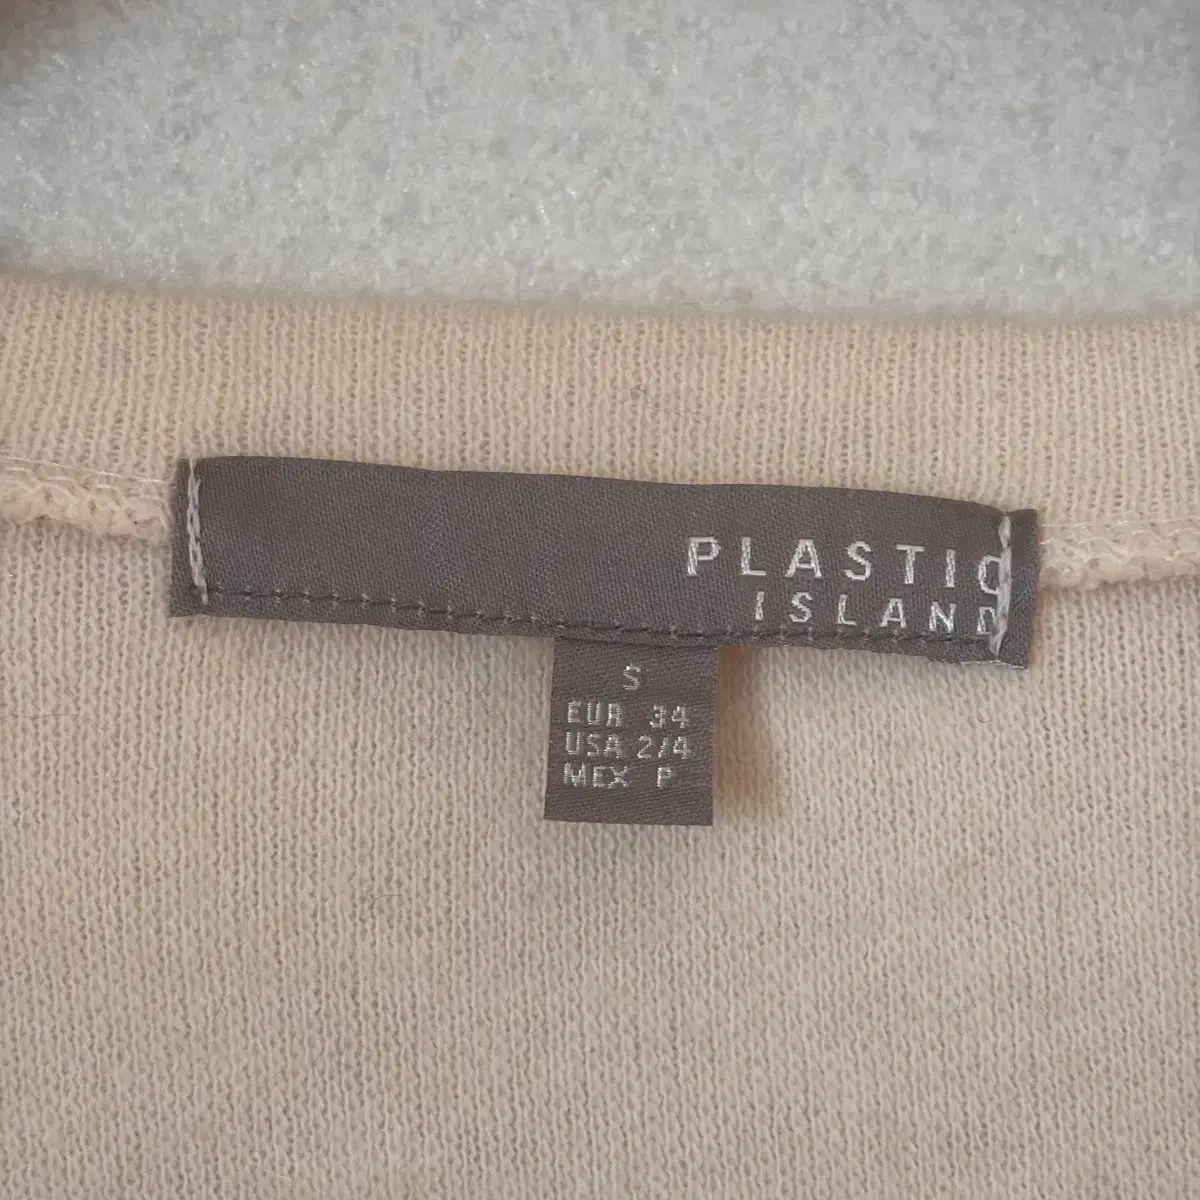 PLASTIC
ISLAND
S
EUR 34
USA 2/4
MEX P